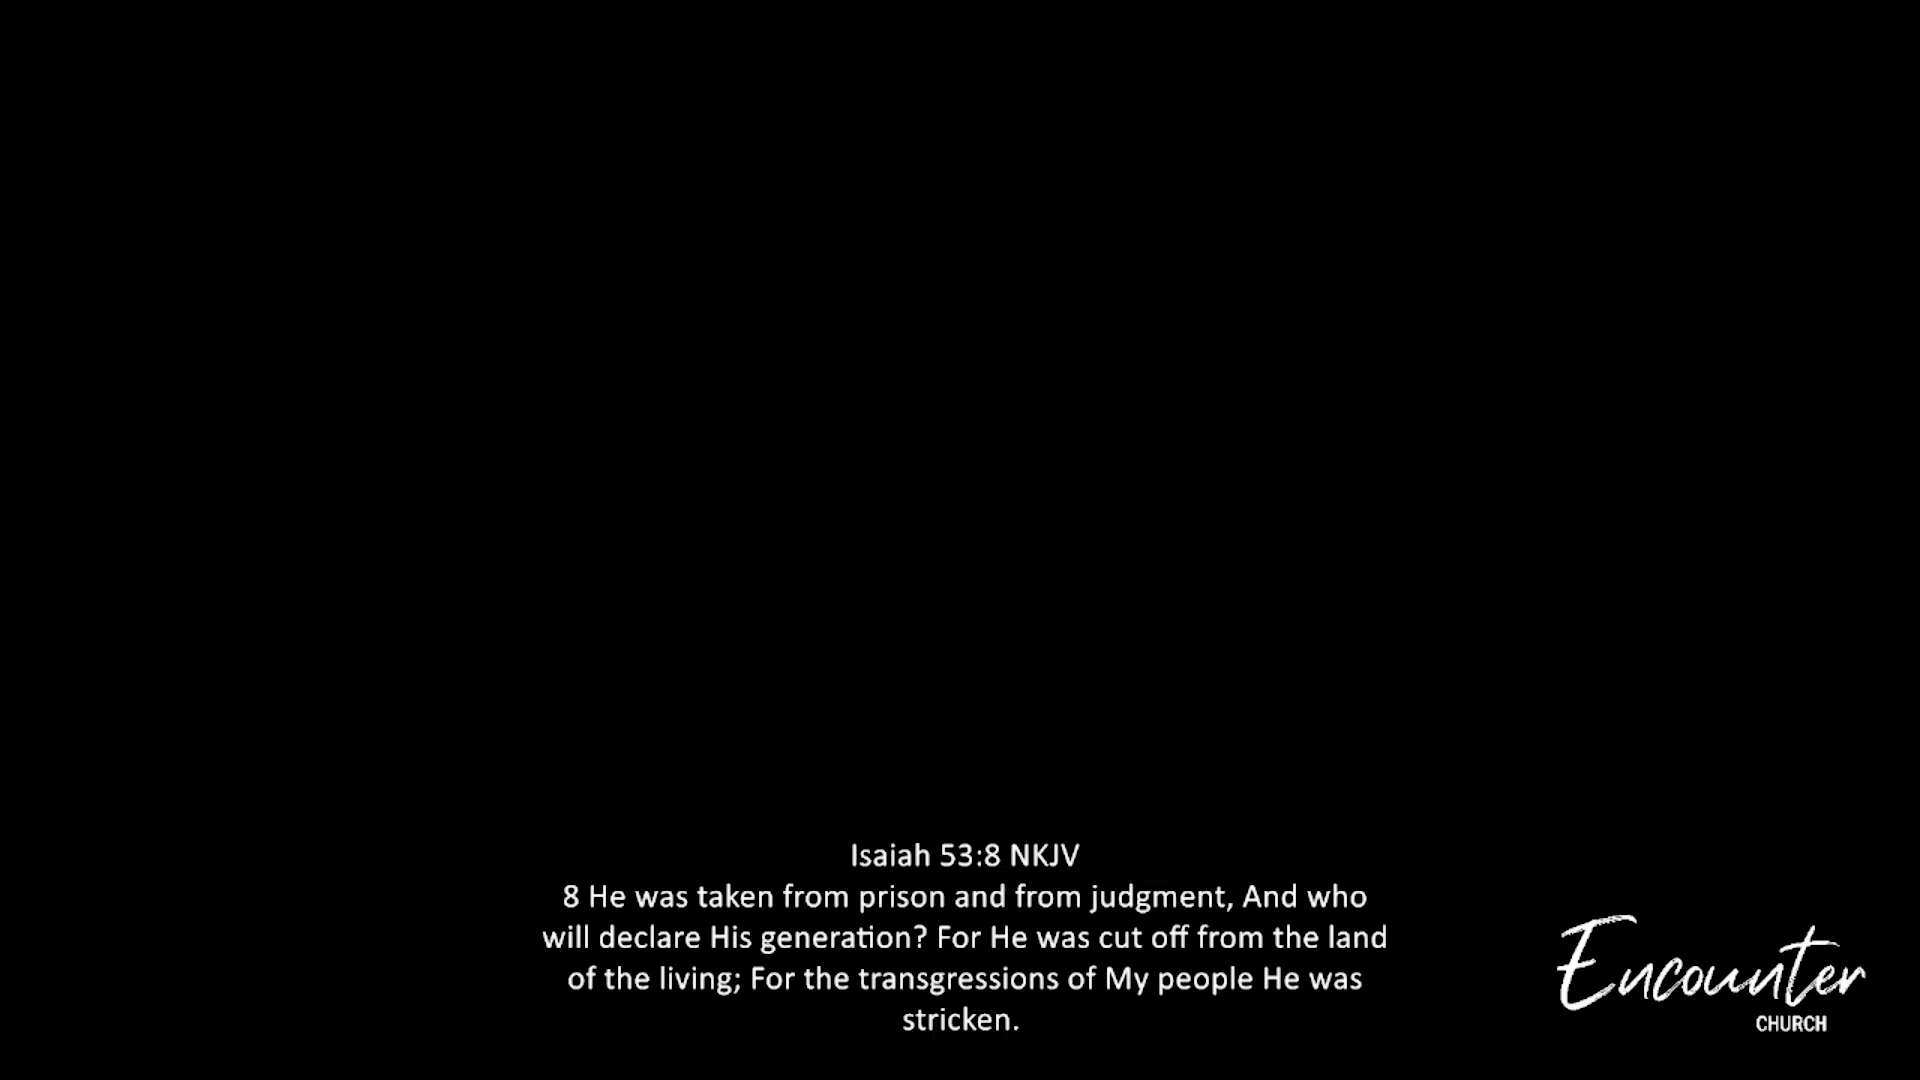 Isaiah 53:8 NKJV
8 He was taken from prison and from judgment, And who
will declare His generation? For He was cut off from the land
of the living; For the transgressions of My people He was
stricken.
Encounter
CHURCH